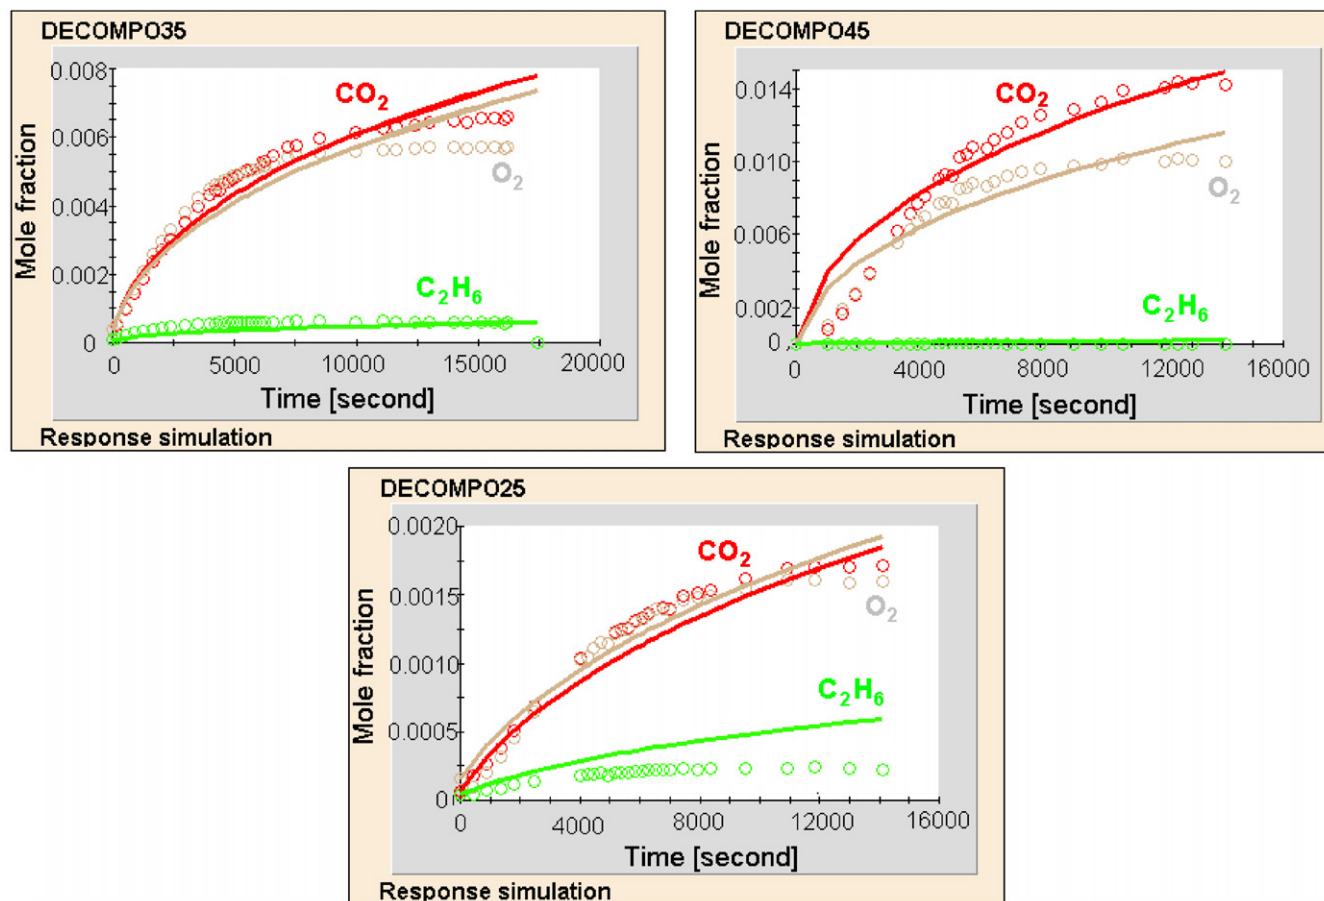 DECOMPO35
0.008
0.006
0.004
0.002
0
Mole fraction
CO₂
O₂
C₂H₆
0 5000 10000 15000 20000
Time [second]
Response simulation
DECOMPO45
0.014
0.010
0.006
0.002
0
Mole fraction
CO₂
O₂
C₂H₆
0 4000 8000 12000 16000
Time [second]
Response simulation
DECOMPO25
0.0020
0.0015
0.0010
0.0005
0
Mole fraction
CO₂
O₂
C₂H₆
0 4000 8000 12000 16000
Time [second]
Response simulation